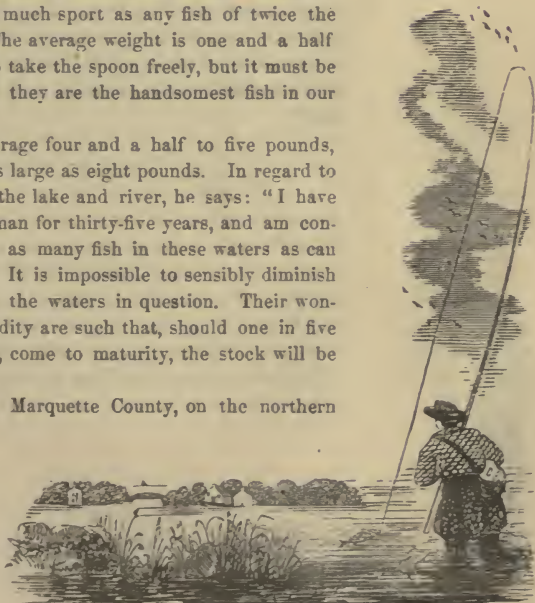 much sport as any fish of twice the
he average weight is one and a half
take the spoon freely, but it must be
they are the handsomest fish in our
rage four and a half to five pounds,
s large as eight pounds. In regard to
the lake and river, he says: "I have
man for thirty-five years, and am con-
as many fish in these waters as can
It is impossible to sensibly diminish
the waters in question. Their won-
dity are such that, should one in five
, come to maturity, the stock will be
Marquette County, on the northern